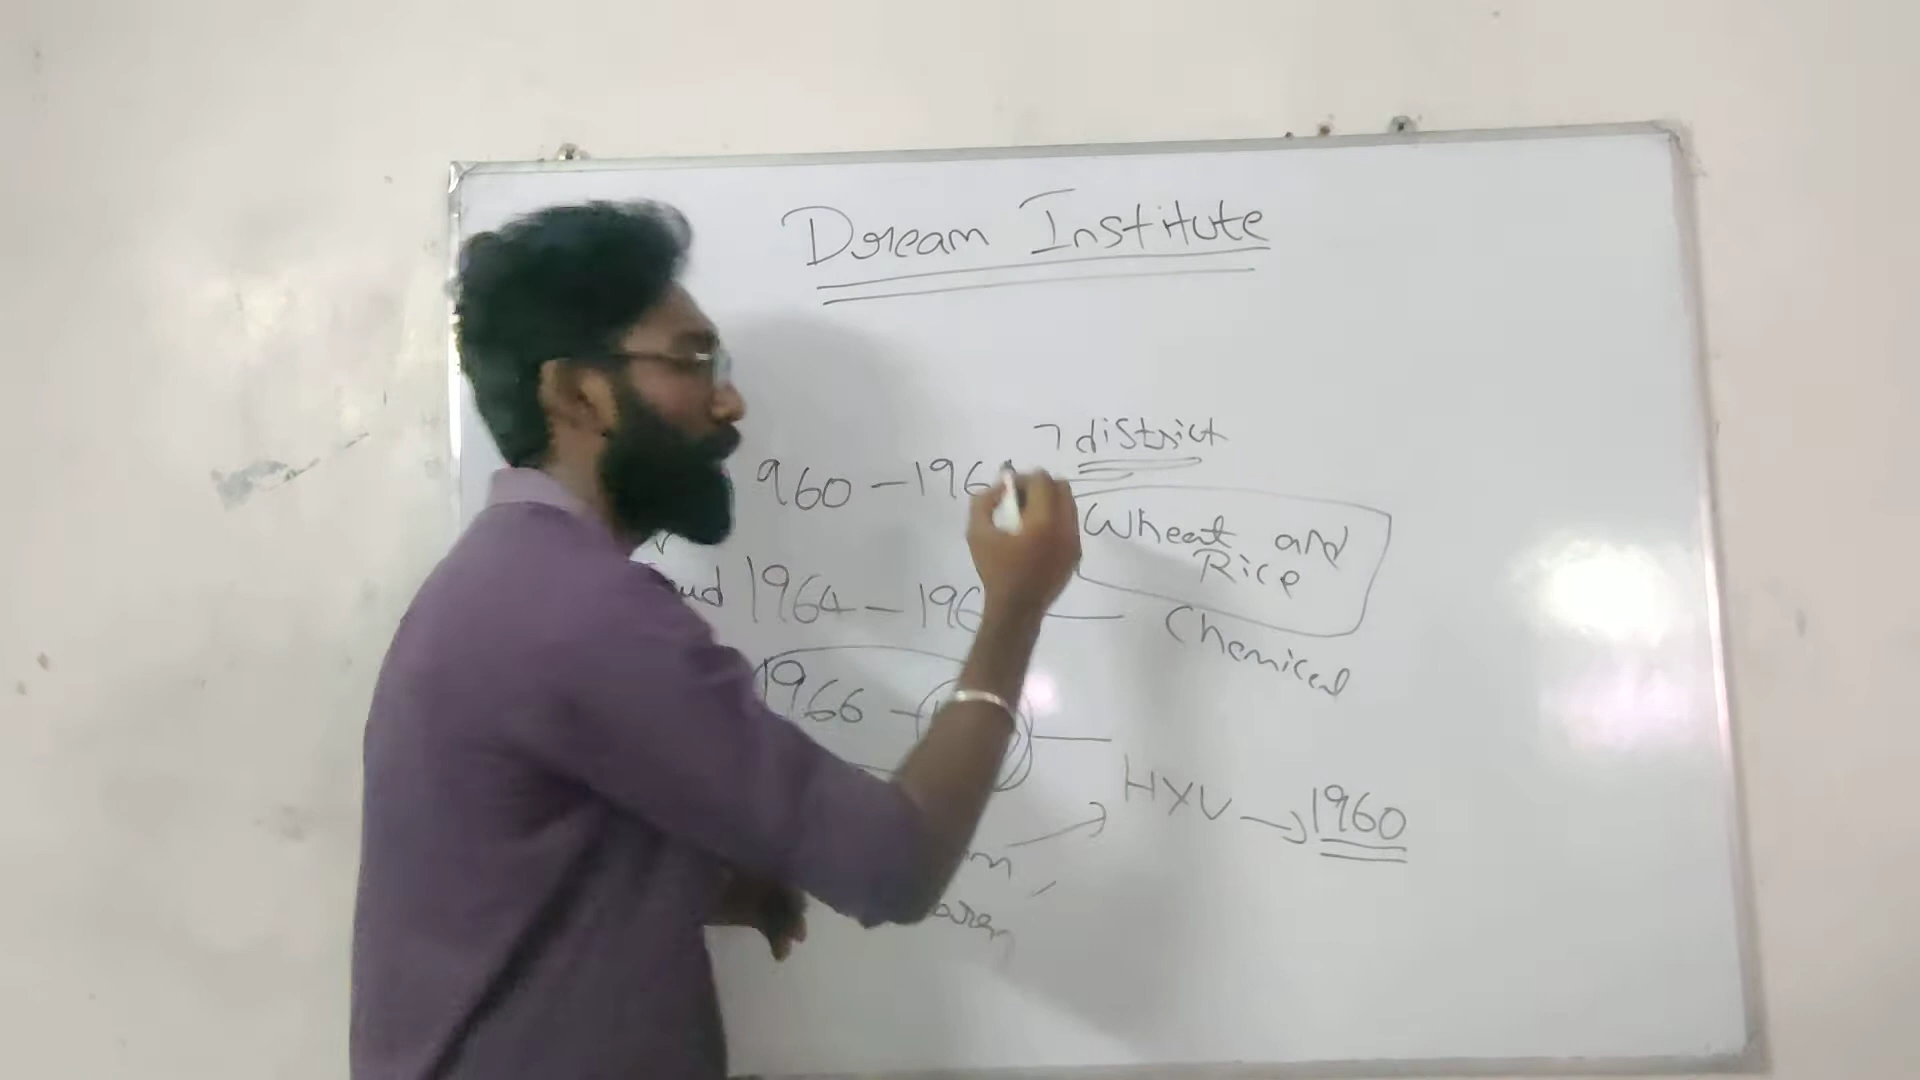 Dream Institute
7 district
960 - 196
Wheat and
Rice
1964 - 196
Chemical
1966 -
HYV → 1960